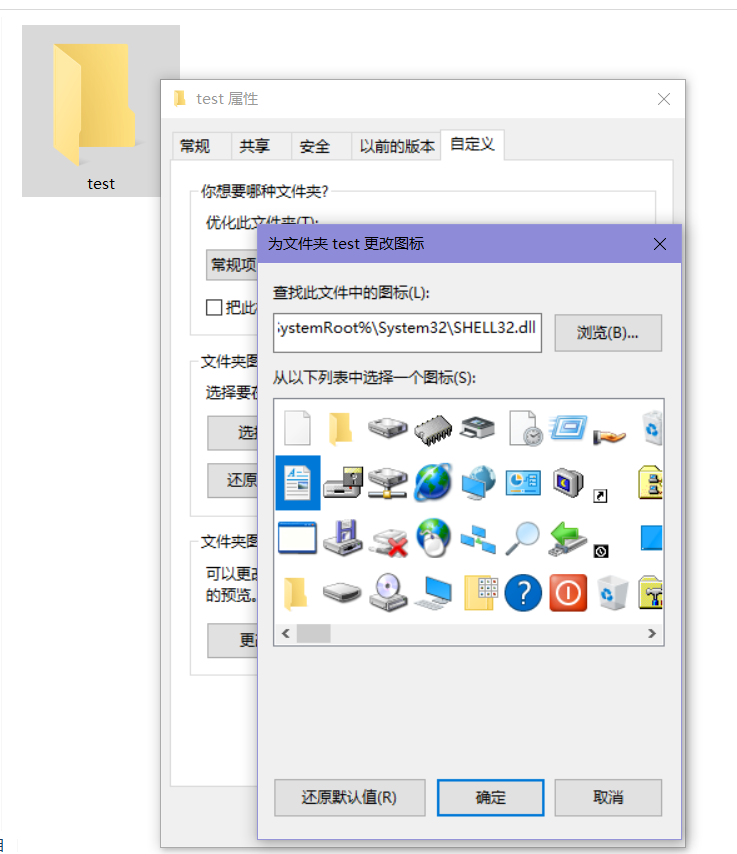 test
test 属性
常规
共享
安全
以前的版本
自定义
你想要哪种文件夹?
优化此文件夹(T):
常规项
把此
文件夹图
选择要在
选择
还原
文件夹图
可以更改
的预览。
更改
为文件夹 test 更改图标
查找此文件中的图标(L):
SystemRoot%\System32\SHELL32.dll
浏览(B)...
从以下列表中选择一个图标(S):
还原默认值(R)
确定
取消